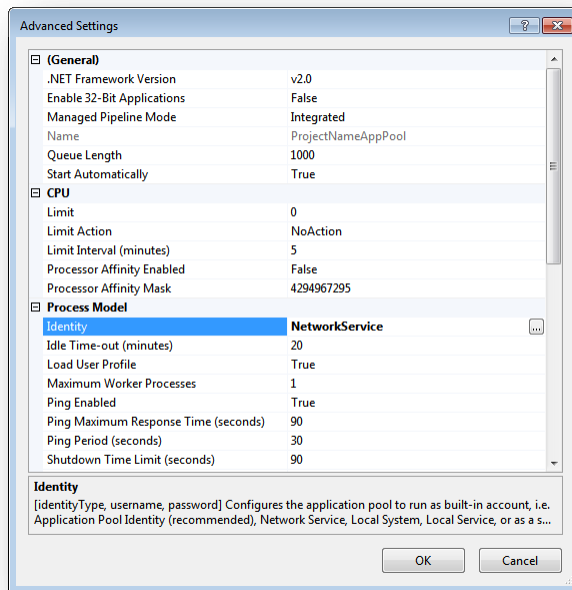 Advanced Settings
(General)
.NET Framework Version v2.0
Enable 32-Bit Applications False
Managed Pipeline Mode Integrated
Name ProjectNameAppPool
Queue Length 1000
Start Automatically True
CPU
Limit 0
Limit Action NoAction
Limit Interval (minutes) 5
Processor Affinity Enabled False
Processor Affinity Mask 4294967295
Process Model
Identity NetworkService ...
Idle Time-out (minutes) 20
Load User Profile True
Maximum Worker Processes 1
Ping Enabled True
Ping Maximum Response Time (seconds) 90
Ping Period (seconds) 30
Shutdown Time Limit (seconds) 90
Identity
[identityType, username, password] Configures the application pool to run as built-in account, i.e.
Application Pool Identity (recommended), Network Service, Local System, Local Service, or as a s...
OK Cancel